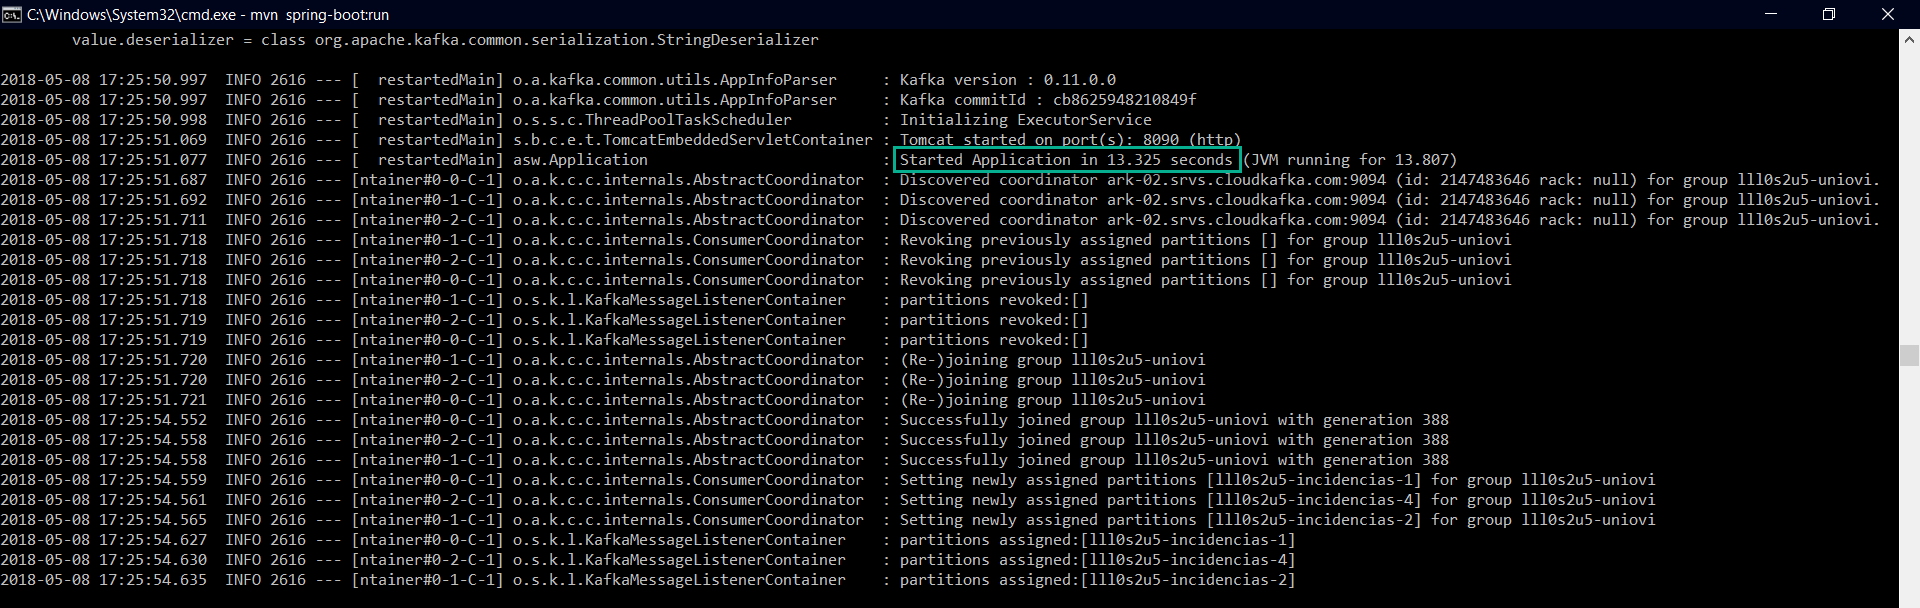 C:\Windows\System32\cmd.exe - mvn  spring-boot:run
        value.deserializer = class org.apache.kafka.common.serialization.StringDeserializer
2018-05-08 17:25:50.997  INFO 2616 --- [  restartedMain] o.a.kafka.common.utils.AppInfoParser     : Kafka version : 0.11.0.0
2018-05-08 17:25:50.997  INFO 2616 --- [  restartedMain] o.a.kafka.common.utils.AppInfoParser     : Kafka commitId : cb8625948210849f
2018-05-08 17:25:50.998  INFO 2616 --- [  restartedMain] o.s.s.c.ThreadPoolTaskScheduler          : Initializing ExecutorService
2018-05-08 17:25:51.069  INFO 2616 --- [  restartedMain] s.b.c.e.t.TomcatEmbeddedServletContainer : Tomcat started on port(s): 8090 (http)
2018-05-08 17:25:51.077  INFO 2616 --- [  restartedMain] asw.Application                          : Started Application in 13.325 seconds (JVM running for 13.807)
2018-05-08 17:25:51.687  INFO 2616 --- [ntainer#0-0-C-1] o.a.k.c.c.internals.AbstractCoordinator  : Discovered coordinator ark-02.srvs.cloudkafka.com:9094 (id: 2147483646 rack: null) for group lll0s2u5-uniovi.
2018-05-08 17:25:51.692  INFO 2616 --- [ntainer#0-1-C-1] o.a.k.c.c.internals.AbstractCoordinator  : Discovered coordinator ark-02.srvs.cloudkafka.com:9094 (id: 2147483646 rack: null) for group lll0s2u5-uniovi.
2018-05-08 17:25:51.711  INFO 2616 --- [ntainer#0-2-C-1] o.a.k.c.c.internals.AbstractCoordinator  : Discovered coordinator ark-02.srvs.cloudkafka.com:9094 (id: 2147483646 rack: null) for group lll0s2u5-uniovi.
2018-05-08 17:25:51.718  INFO 2616 --- [ntainer#0-1-C-1] o.a.k.c.c.internals.ConsumerCoordinator  : Revoking previously assigned partitions [] for group lll0s2u5-uniovi
2018-05-08 17:25:51.718  INFO 2616 --- [ntainer#0-2-C-1] o.a.k.c.c.internals.ConsumerCoordinator  : Revoking previously assigned partitions [] for group lll0s2u5-uniovi
2018-05-08 17:25:51.718  INFO 2616 --- [ntainer#0-0-C-1] o.a.k.c.c.internals.ConsumerCoordinator  : Revoking previously assigned partitions [] for group lll0s2u5-uniovi
2018-05-08 17:25:51.718  INFO 2616 --- [ntainer#0-1-C-1] o.s.k.l.KafkaMessageListenerContainer    : partitions revoked:[]
2018-05-08 17:25:51.719  INFO 2616 --- [ntainer#0-2-C-1] o.s.k.l.KafkaMessageListenerContainer    : partitions revoked:[]
2018-05-08 17:25:51.719  INFO 2616 --- [ntainer#0-0-C-1] o.s.k.l.KafkaMessageListenerContainer    : partitions revoked:[]
2018-05-08 17:25:51.720  INFO 2616 --- [ntainer#0-1-C-1] o.a.k.c.c.internals.AbstractCoordinator  : (Re-)joining group lll0s2u5-uniovi
2018-05-08 17:25:51.720  INFO 2616 --- [ntainer#0-2-C-1] o.a.k.c.c.internals.AbstractCoordinator  : (Re-)joining group lll0s2u5-uniovi
2018-05-08 17:25:51.721  INFO 2616 --- [ntainer#0-0-C-1] o.a.k.c.c.internals.AbstractCoordinator  : (Re-)joining group lll0s2u5-uniovi
2018-05-08 17:25:54.552  INFO 2616 --- [ntainer#0-0-C-1] o.a.k.c.c.internals.AbstractCoordinator  : Successfully joined group lll0s2u5-uniovi with generation 388
2018-05-08 17:25:54.558  INFO 2616 --- [ntainer#0-2-C-1] o.a.k.c.c.internals.AbstractCoordinator  : Successfully joined group lll0s2u5-uniovi with generation 388
2018-05-08 17:25:54.558  INFO 2616 --- [ntainer#0-1-C-1] o.a.k.c.c.internals.AbstractCoordinator  : Successfully joined group lll0s2u5-uniovi with generation 388
2018-05-08 17:25:54.559  INFO 2616 --- [ntainer#0-0-C-1] o.a.k.c.c.internals.ConsumerCoordinator  : Setting newly assigned partitions [lll0s2u5-incidencias-1] for group lll0s2u5-uniovi
2018-05-08 17:25:54.561  INFO 2616 --- [ntainer#0-2-C-1] o.a.k.c.c.internals.ConsumerCoordinator  : Setting newly assigned partitions [lll0s2u5-incidencias-4] for group lll0s2u5-uniovi
2018-05-08 17:25:54.565  INFO 2616 --- [ntainer#0-1-C-1] o.a.k.c.c.internals.ConsumerCoordinator  : Setting newly assigned partitions [lll0s2u5-incidencias-2] for group lll0s2u5-uniovi
2018-05-08 17:25:54.627  INFO 2616 --- [ntainer#0-0-C-1] o.s.k.l.KafkaMessageListenerContainer    : partitions assigned:[lll0s2u5-incidencias-1]
2018-05-08 17:25:54.630  INFO 2616 --- [ntainer#0-2-C-1] o.s.k.l.KafkaMessageListenerContainer    : partitions assigned:[lll0s2u5-incidencias-4]
2018-05-08 17:25:54.635  INFO 2616 --- [ntainer#0-1-C-1] o.s.k.l.KafkaMessageListenerContainer    : partitions assigned:[lll0s2u5-incidencias-2]